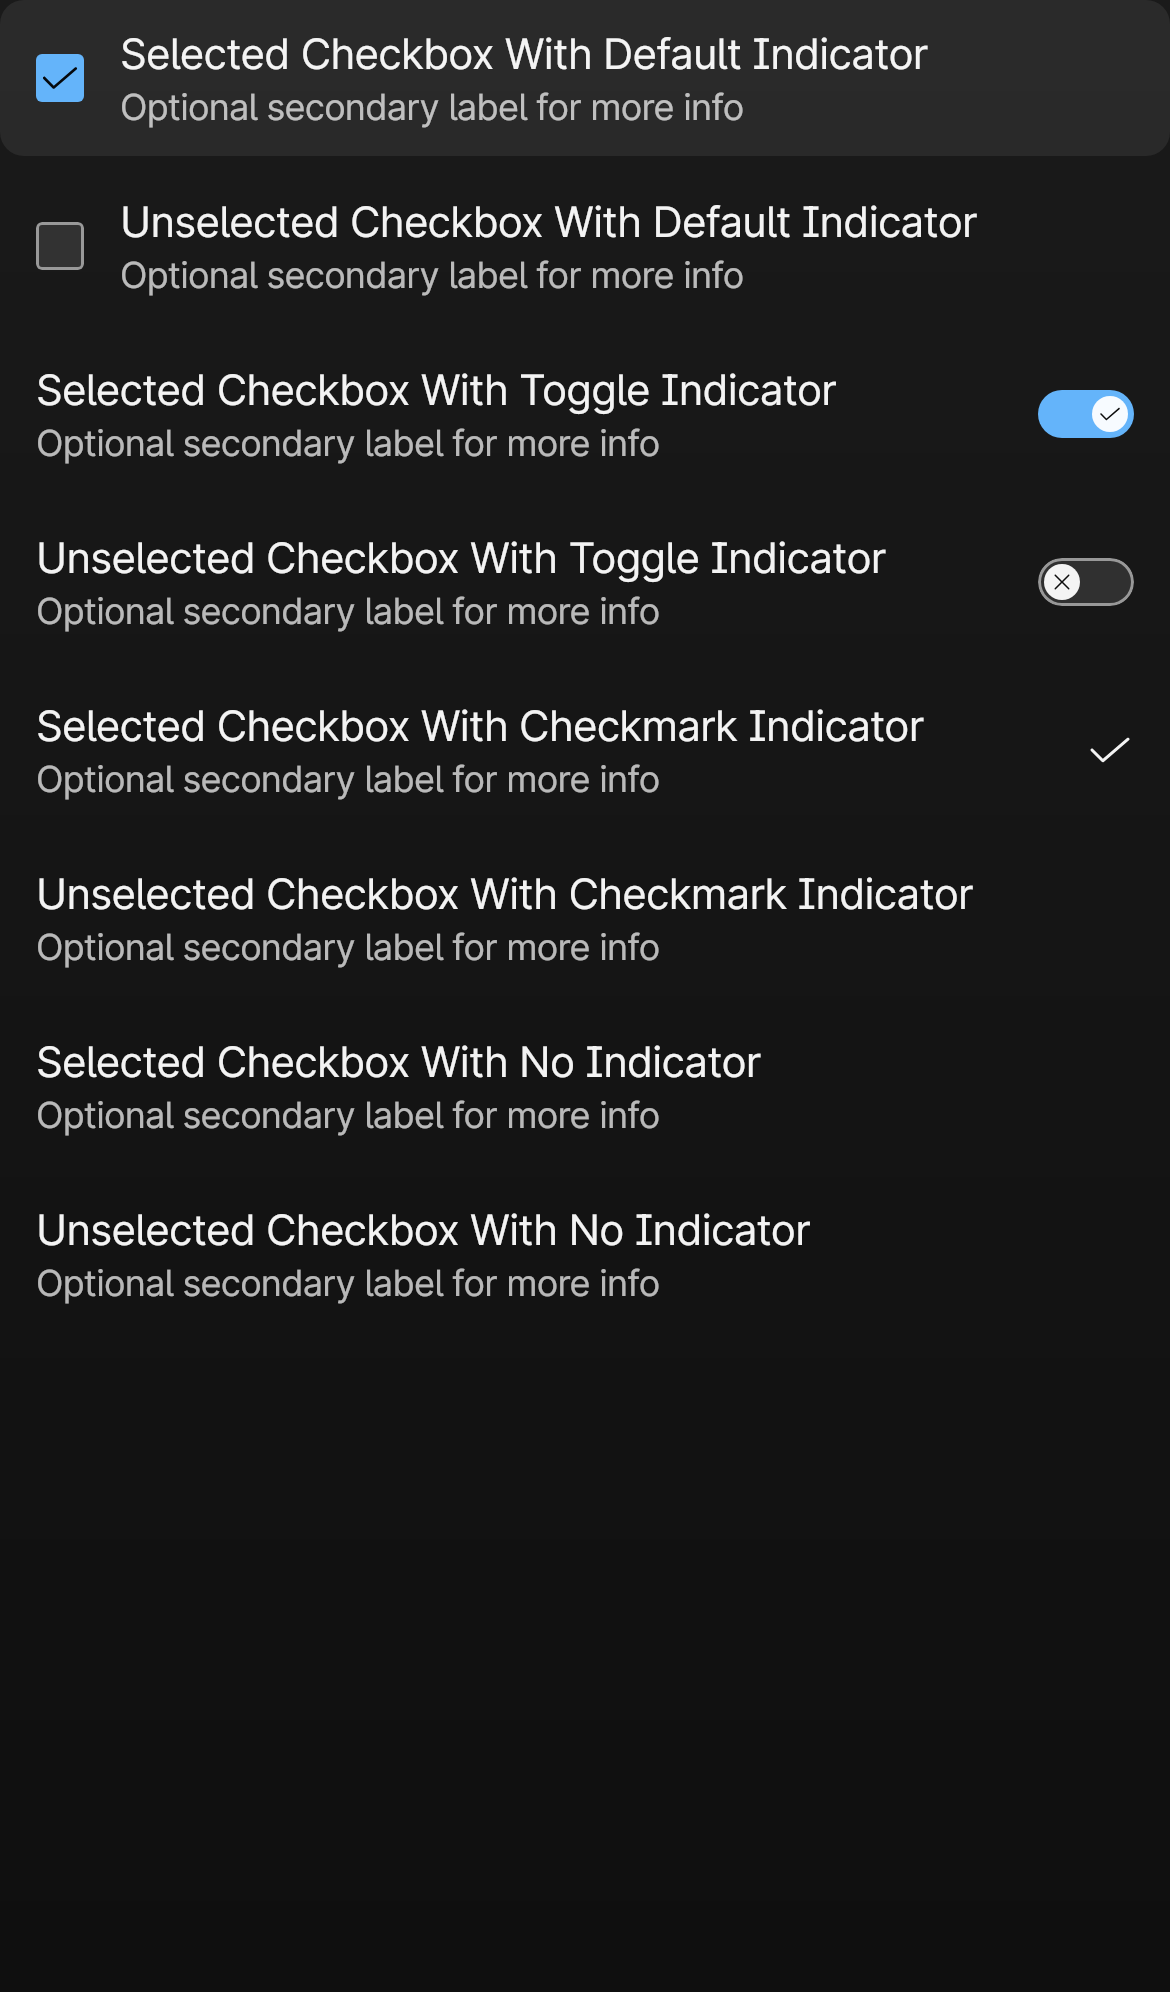 Selected Checkbox With Default Indicator
Optional secondary label for more info
Unselected Checkbox With Default Indicator
Optional secondary label for more info
Selected Checkbox With Toggle Indicator
Optional secondary label for more info
Unselected Checkbox With Toggle Indicator
Optional secondary label for more info
Selected Checkbox With Checkmark Indicator
Optional secondary label for more info
Unselected Checkbox With Checkmark Indicator
Optional secondary label for more info
Selected Checkbox With No Indicator
Optional secondary label for more info
Unselected Checkbox With No Indicator
Optional secondary label for more info